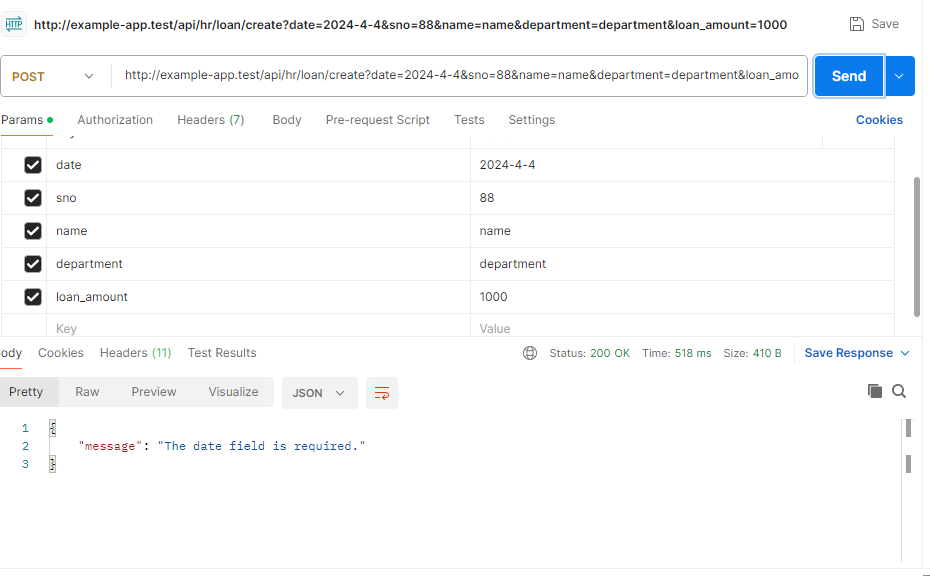 HTTP http://example-app.test/api/hr/loan/create?date=2024-4-4&sno=88&name=name&department=department&loan_amount=1000 Save
POST http://example-app.test/api/hr/loan/create?date=2024-4-4&sno=88&name=name&department=department&loan_amo Send
Params Authorization Headers (7) Body Pre-request Script Tests Settings Cookies
date 2024-4-4
sno 88
name name
department department
loan_amount 1000
Key Value
ody Cookies Headers (11) Test Results Status: 200 OK Time: 518 ms Size: 410 B Save Response
Pretty Raw Preview Visualize JSON
1 {
2 "message": "The date field is required."
3 }